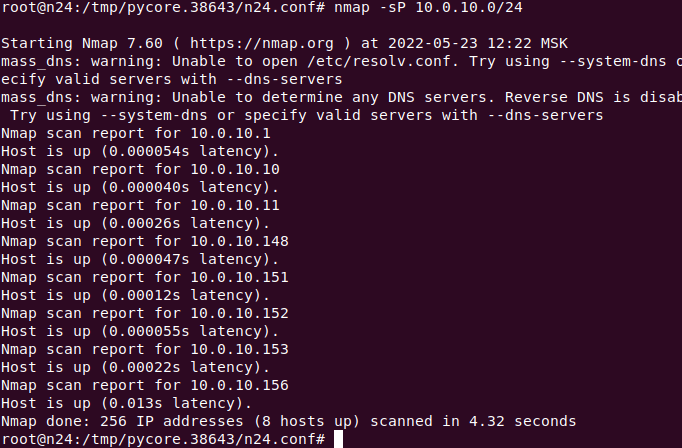 root@n24:/tmp/pycore.38643/n24.conf# nmap -sP 10.0.10.0/24
Starting Nmap 7.60 ( https://nmap.org ) at 2022-05-23 12:22 MSK
mass_dns: warning: Unable to open /etc/resolv.conf. Try using --system-dns o
ecify valid servers with --dns-servers
mass_dns: warning: Unable to determine any DNS servers. Reverse DNS is disab
Try using --system-dns or specify valid servers with --dns-servers
Nmap scan report for 10.0.10.1
Host is up (0.000054s latency).
Nmap scan report for 10.0.10.10
Host is up (0.000040s latency).
Nmap scan report for 10.0.10.11
Host is up (0.00026s latency).
Nmap scan report for 10.0.10.148
Host is up (0.000047s latency).
Nmap scan report for 10.0.10.151
Host is up (0.00012s latency).
Nmap scan report for 10.0.10.152
Host is up (0.000055s latency).
Nmap scan report for 10.0.10.153
Host is up (0.00022s latency).
Nmap scan report for 10.0.10.156
Host is up (0.013s latency).
Nmap done: 256 IP addresses (8 hosts up) scanned in 4.32 seconds
root@n24:/tmp/pycore.38643/n24.conf#